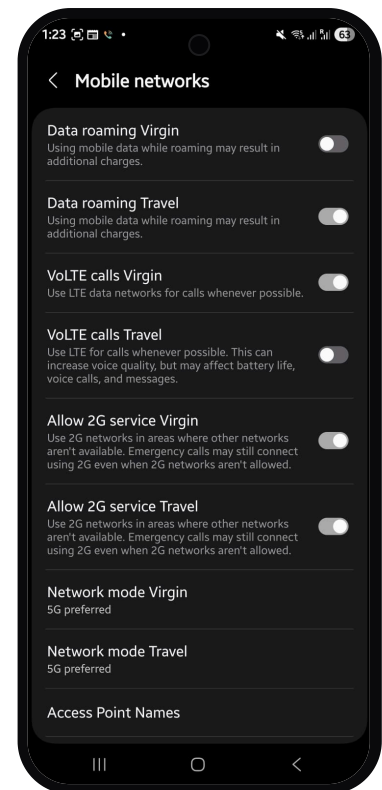 1:23
63
Mobile networks
Data roaming Virgin
Using mobile data while roaming may result in
additional charges.
Data roaming Travel
Using mobile data while roaming may result in
additional charges.
VoLTE calls Virgin
Use LTE data networks for calls whenever possible.
VoLTE calls Travel
Use LTE for calls whenever possible. This can
increase voice quality, but may affect battery life,
voice calls, and messages.
Allow 2G service Virgin
Use 2G networks in areas where other networks
aren't available. Emergency calls may still connect
using 2G even when 2G networks aren't allowed.
Allow 2G service Travel
Use 2G networks in areas where other networks
aren't available. Emergency calls may still connect
using 2G even when 2G networks aren't allowed.
Network mode Virgin
5G preferred
Network mode Travel
5G preferred
Access Point Names